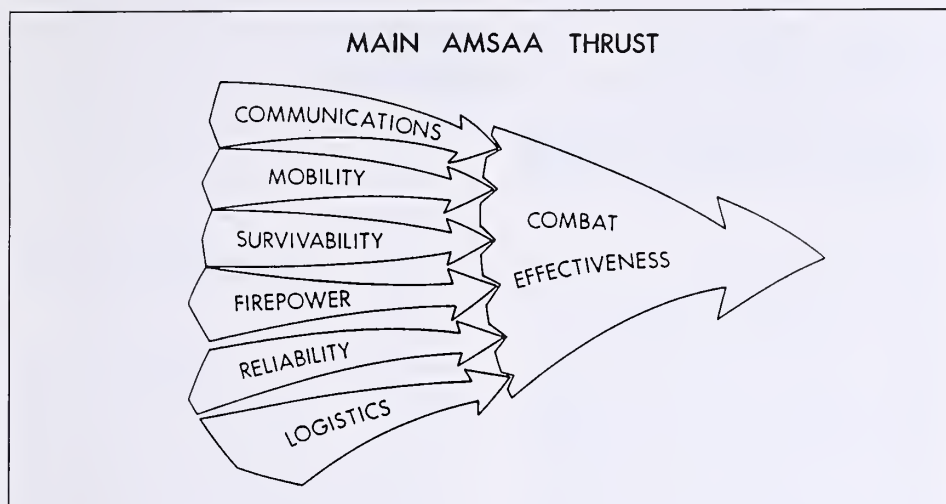 MAIN AMSAA THRUST
COMMUNICATIONS
MOBILITY
SURVIVABILITY
FIREPOWER
RELIABILITY
LOGISTICS
COMBAT
EFFECTIVENESS